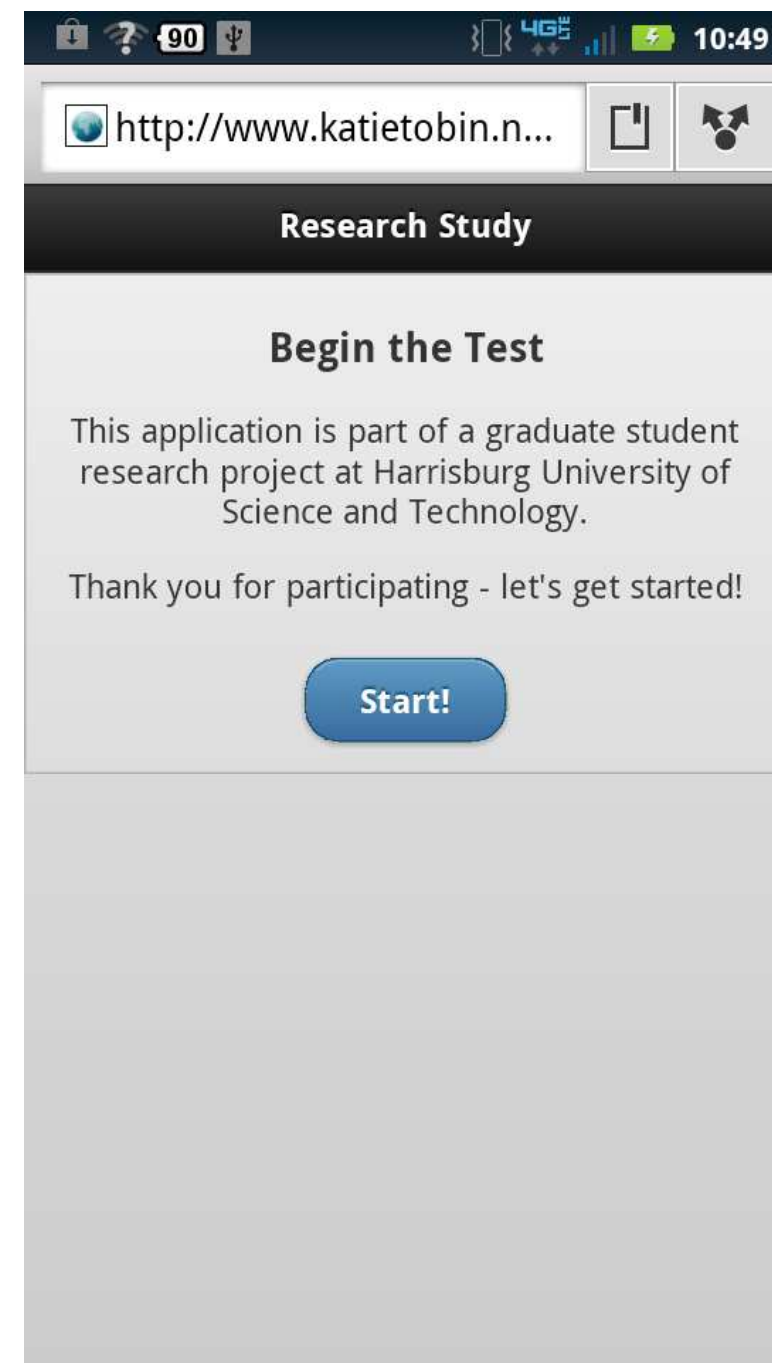 90 4G LTE 10:49
http://www.katietobin.n...
Research Study
Begin the Test
This application is part of a graduate student
research project at Harrisburg University of
Science and Technology.
Thank you for participating - let's get started!
Start!